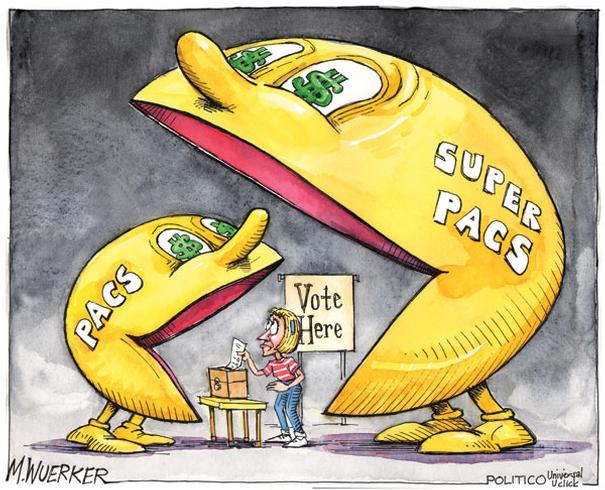 SUPER
PACS
PACS
Vote
Here
M.WUERKER
POLITICO Universal
Uclick